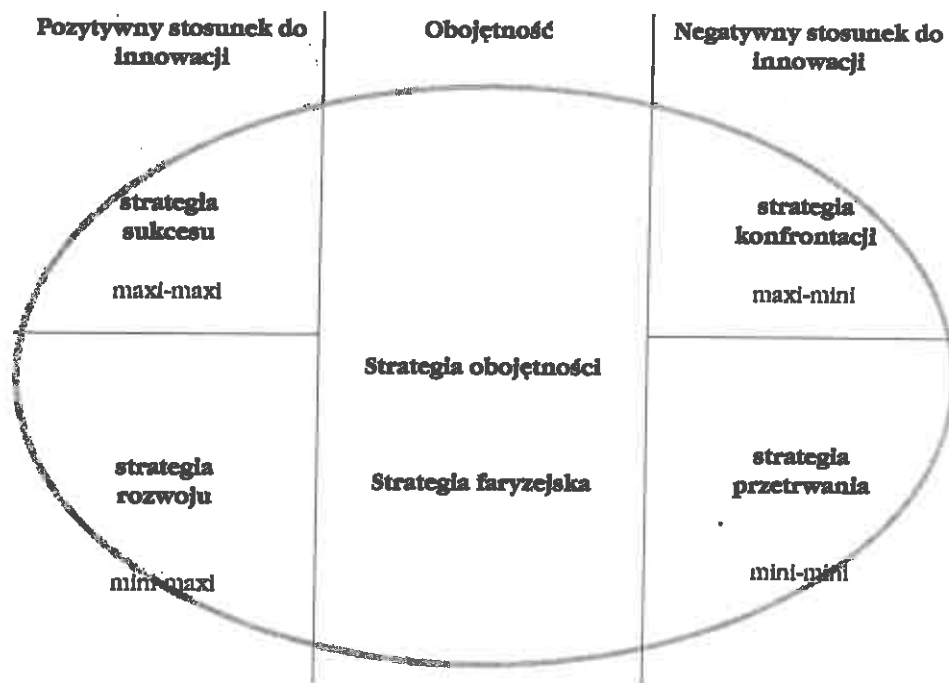 Pozytywny stosunek do
innowacji
Obojętność
Negatywny stosunek do
innowacji
strategia
sukcesu
maxi-maxi
strategia
konfrontacji
maxi-mini
Strategia obojętności
strategia
rozwoju
mini-maxi
Strategia faryzejska
strategia
przetrwania
mini-mini